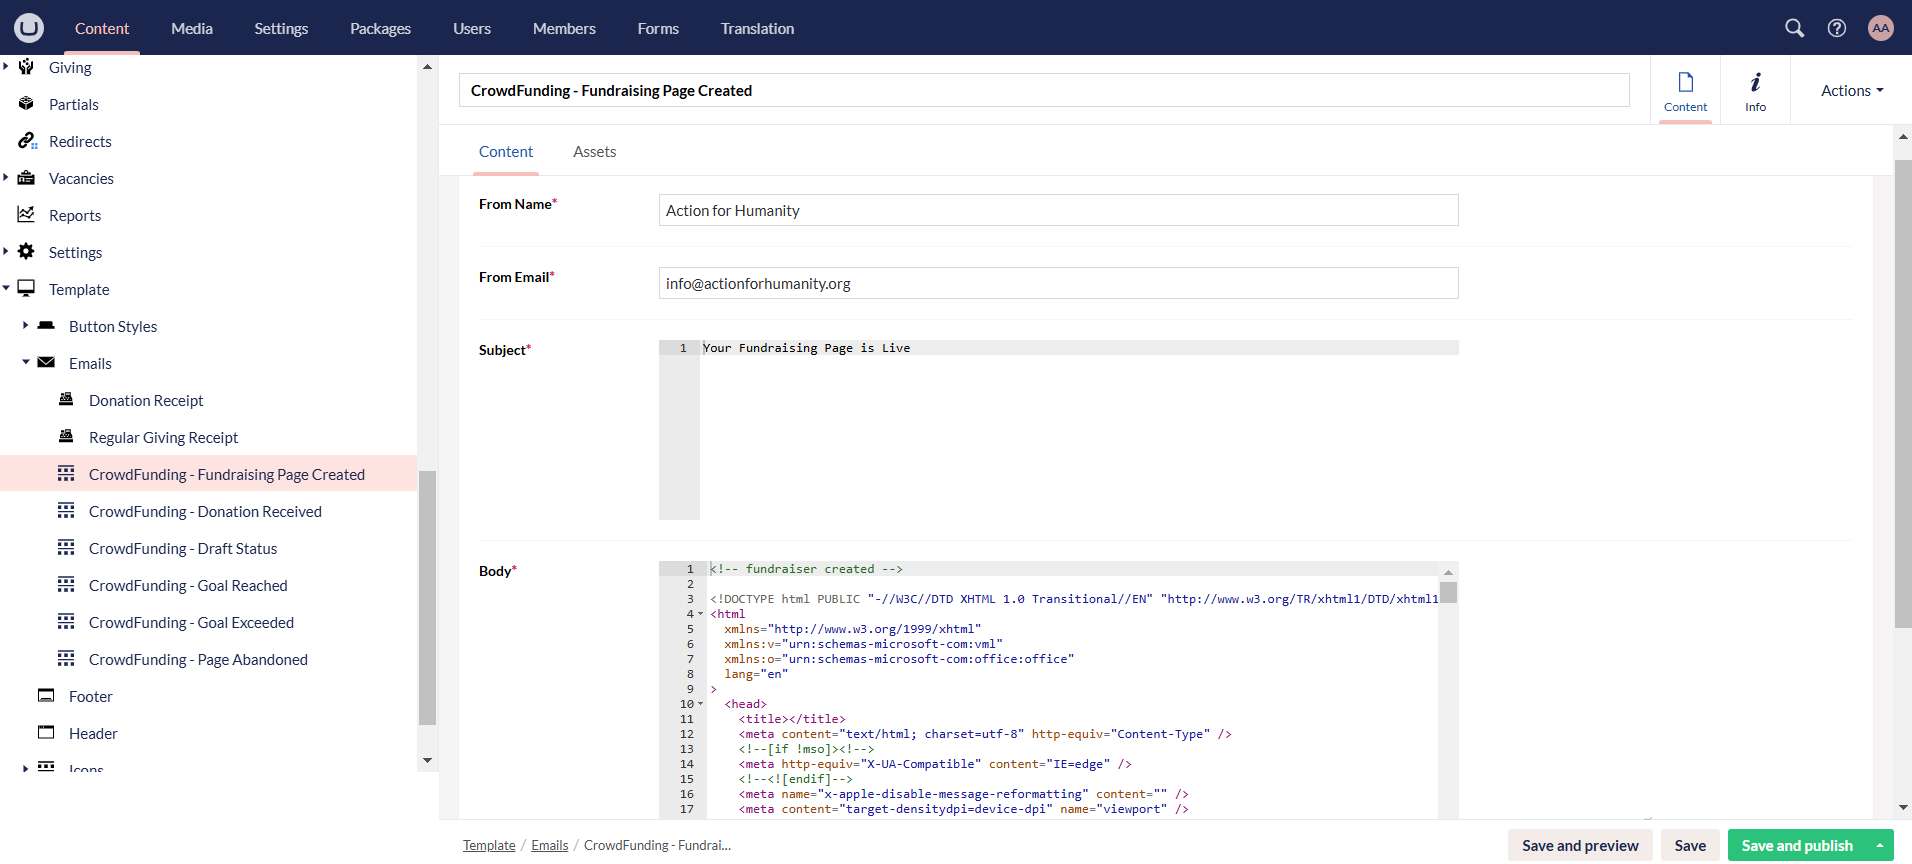 Content
Media
Settings
Packages
Users
Members
Forms
Translation
AA
Giving
Partials
Redirects
Vacancies
Reports
Settings
Template
Button Styles
Emails
Donation Receipt
Regular Giving Receipt
CrowdFunding - Fundraising Page Created
CrowdFunding - Donation Received
CrowdFunding - Draft Status
CrowdFunding - Goal Reached
CrowdFunding - Goal Exceeded
CrowdFunding - Page Abandoned
Footer
Header
Icons
CrowdFunding - Fundraising Page Created
Content
Info
Actions
Content
Assets
From Name*
Action for Humanity
From Email*
info@actionforhumanity.org
Subject*
1 Your Fundraising Page is Live
Body*
1 <!-- fundraiser created -->
2
3 <!DOCTYPE html PUBLIC "-//W3C//DTD XHTML 1.0 Transitional//EN" "http://www.w3.org/TR/xhtml1/DTD/xhtml1
4 <html
5 xmlns="http://www.w3.org/1999/xhtml"
6 xmlns:v="urn:schemas-microsoft-com:vml"
7 xmlns:o="urn:schemas-microsoft-com:office:office"
8 lang="en"
9 >
10 <head>
11 <title></title>
12 <meta content="text/html; charset=utf-8" http-equiv="Content-Type" />
13 <!--[if !mso]><!-->
14 <meta http-equiv="X-UA-Compatible" content="IE=edge" />
15 <!--<![endif]-->
16 <meta name="x-apple-disable-message-reformatting" content="" />
17 <meta content="target-densitydpi=device-dpi" name="viewport" />
Template / Emails / CrowdFunding - Fundrai...
Save and preview
Save
Save and publish